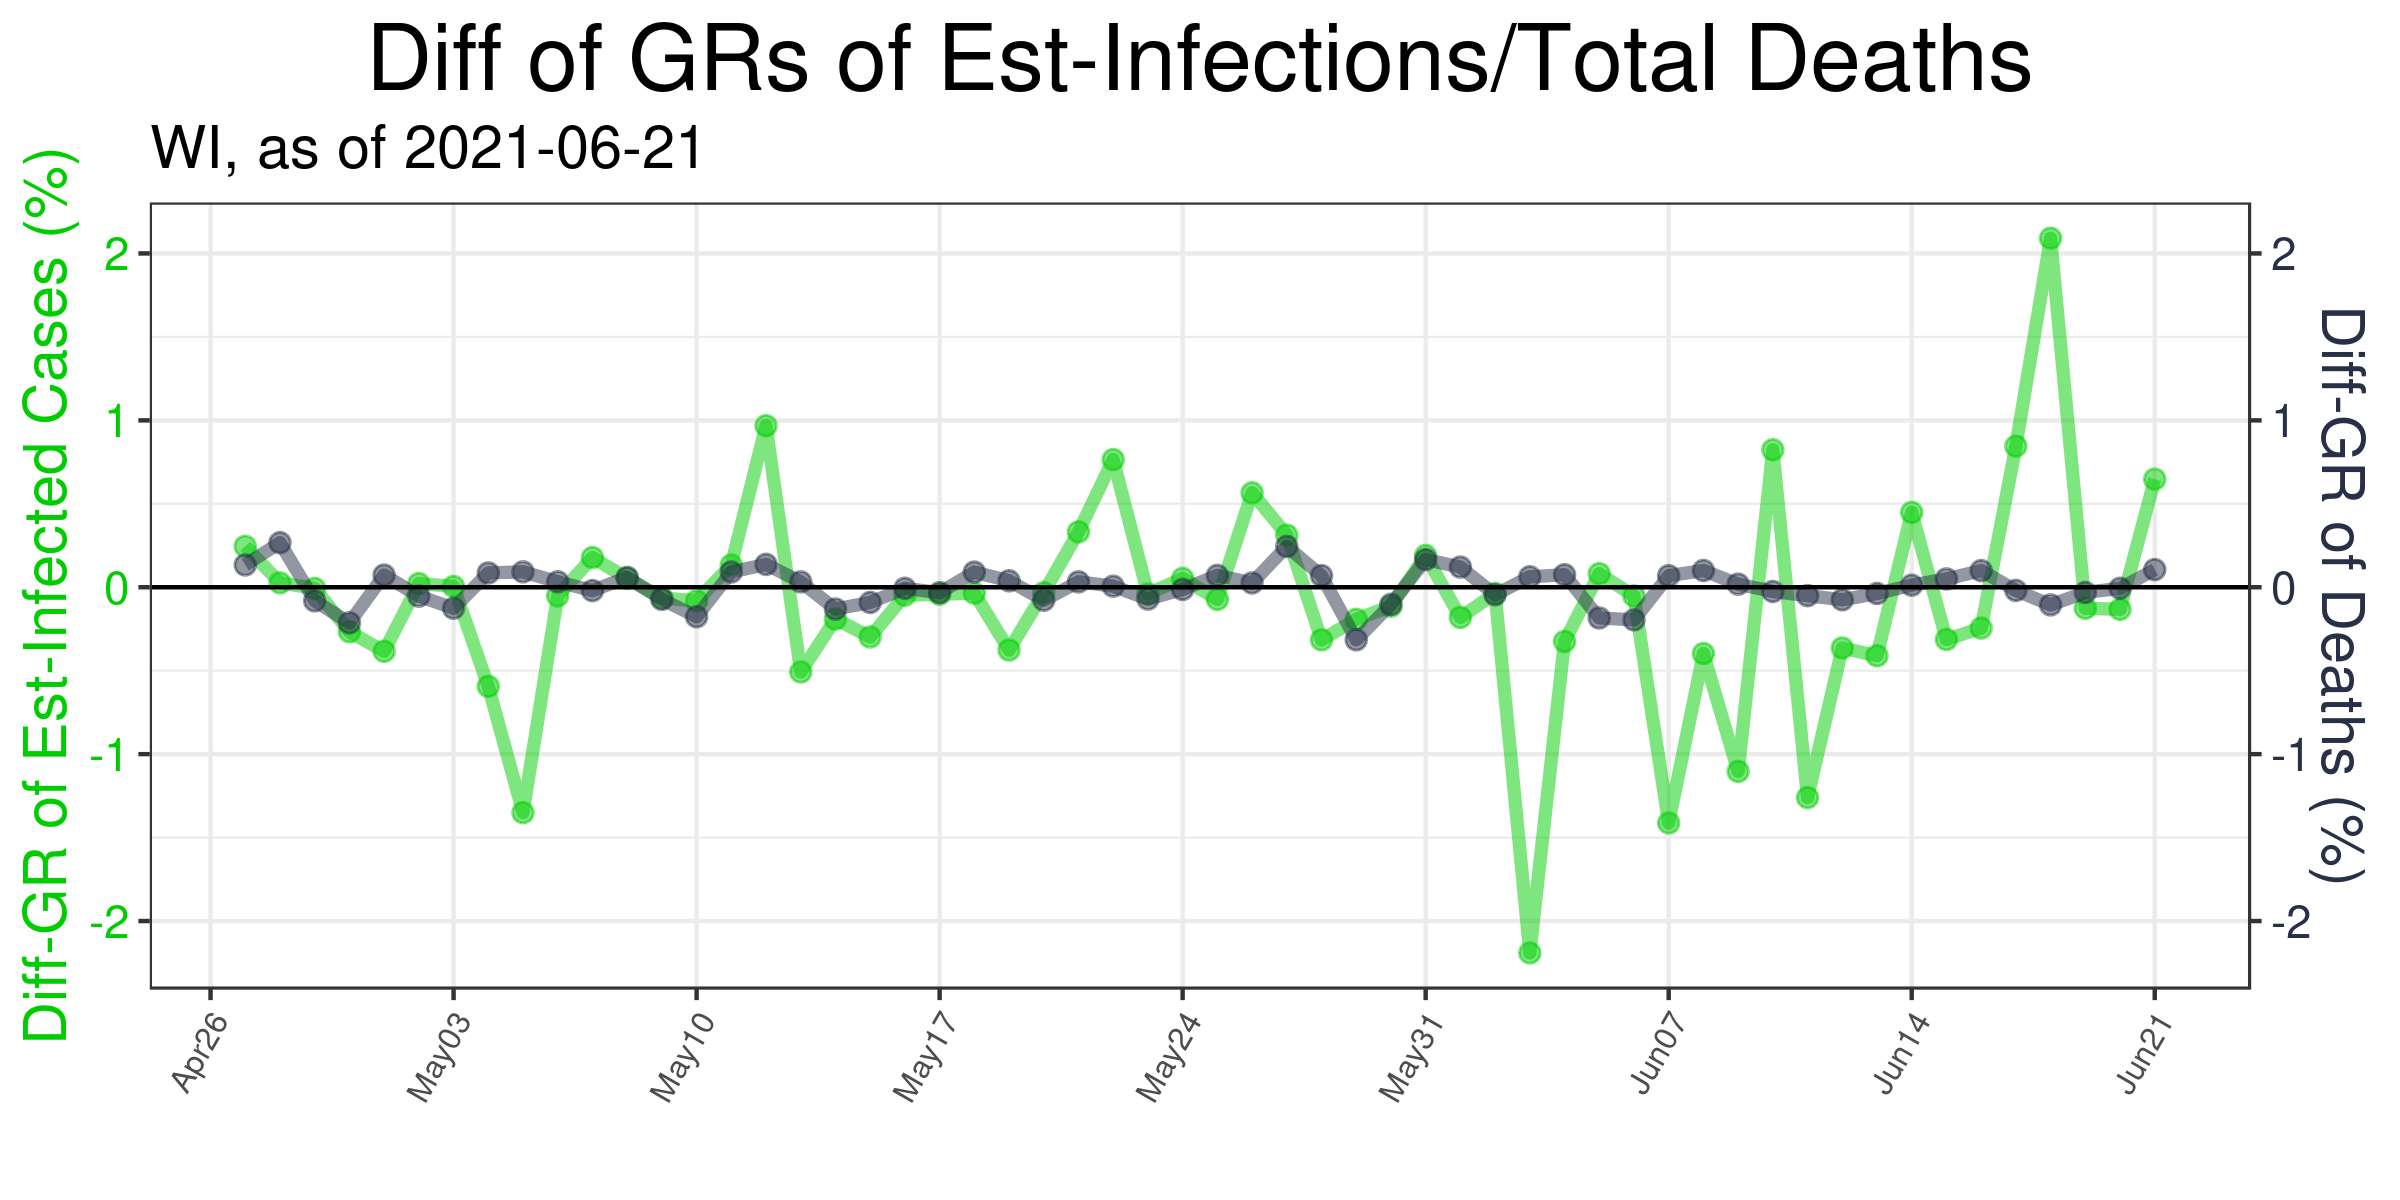 Diff of GRs of Est-Infections/Total Deaths
WI, as of 2021-06-21
Diff-GR of Est-Infected Cases (%)
2
1
0
-1
-2
2
1
0
-1
-2
Diff-GR of Deaths (%)
Apr26
May03
May10
May17
May24
May31
Jun07
Jun14
Jun21